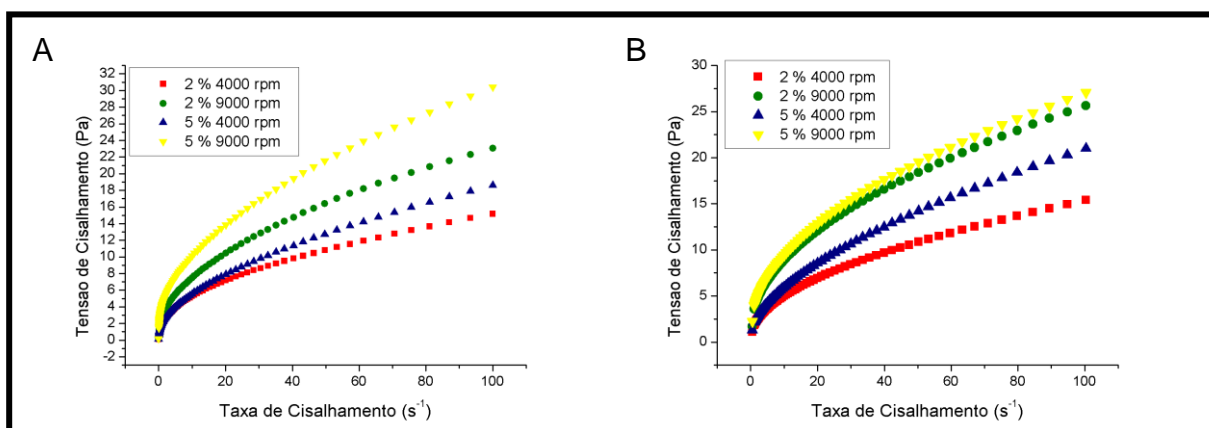 A
2 % 4000 rpm
2 % 9000 rpm
5 % 4000 rpm
5 % 9000 rpm
Tensao de Cisalhamento (Pa)
32
30
28
26
24
22
20
18
16
14
12
10
8
6
4
2
0
-2
0 20 40 60 80 100
Taxa de Cisalhamento (s⁻¹)
B
2 % 4000 rpm
2 % 9000 rpm
5 % 4000 rpm
5 % 9000 rpm
Tensao de Cisalhamento (Pa)
30
25
20
15
10
5
0
0 20 40 60 80 100
Taxa de Cisalhamento (s⁻¹)